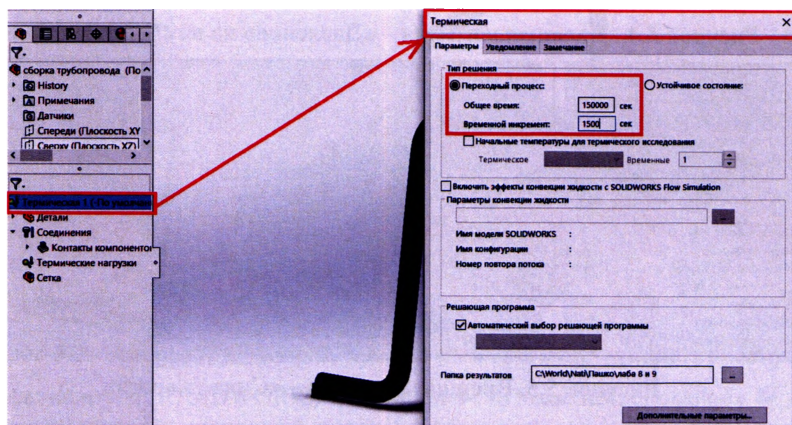 сборка трубопровода (По
History
Примечания
Датчики
Спереди (Плоскость XY
Сверху (Плоскость XZ)
Термическая 1 (-По умолчан
Детали
Соединения
Контакты компоненто
Термические нагрузки
Сетка
Термическая
Параметры Уведомление Замечание
Тип решения
Переходный процесс: Устойчивое состояние:
Общее время: 150000 сек
Временной инкремент: 1500 сек
Начальные температуры для термического исследования
Термическое Временные 1
Включить эффекты конвекции жидкости с SOLIDWORKS Flow Simulation
Параметры конвекции жидкости
...
Имя модели SOLIDWORKS :
Имя конфигурации :
Номер повтора потока :
Решающая программа
Автоматический выбор решающей программы
Папка результатов C:\World\Nati\Пашко\лаба 8 и 9 ...
Дополнительные параметры...